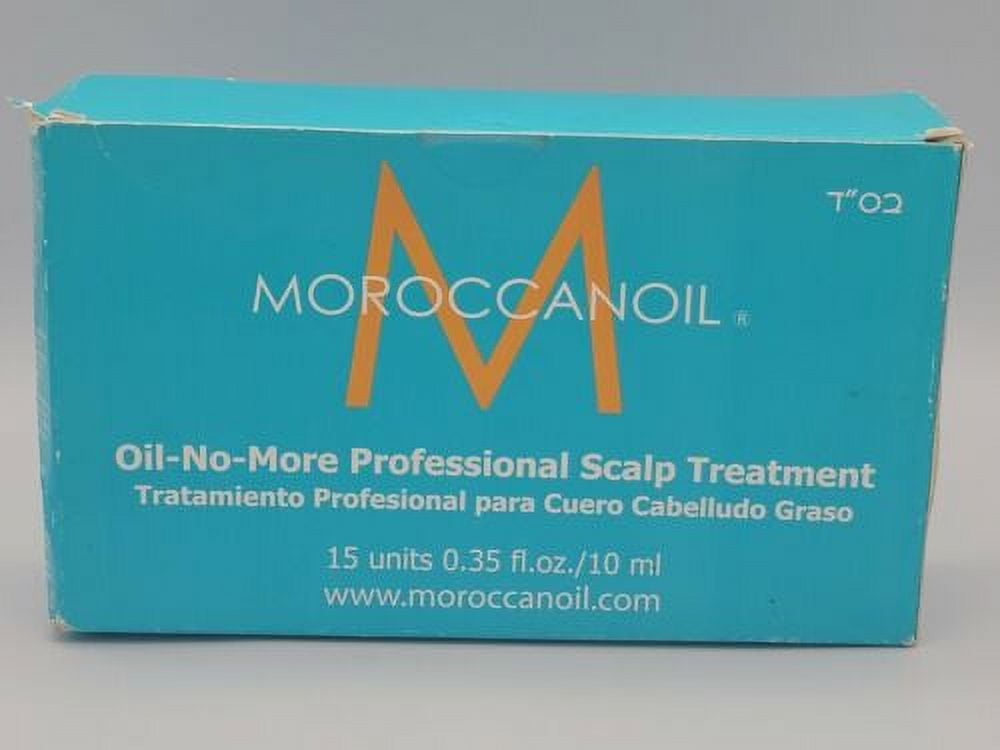 בס"ד
MOROCCANOIL ®
Oil-No-More Professional Scalp Treatment
Tratamiento Profesional para Cuero Cabelludo Graso
15 units 0.35 fl.oz./10 ml
www.moroccanoil.com